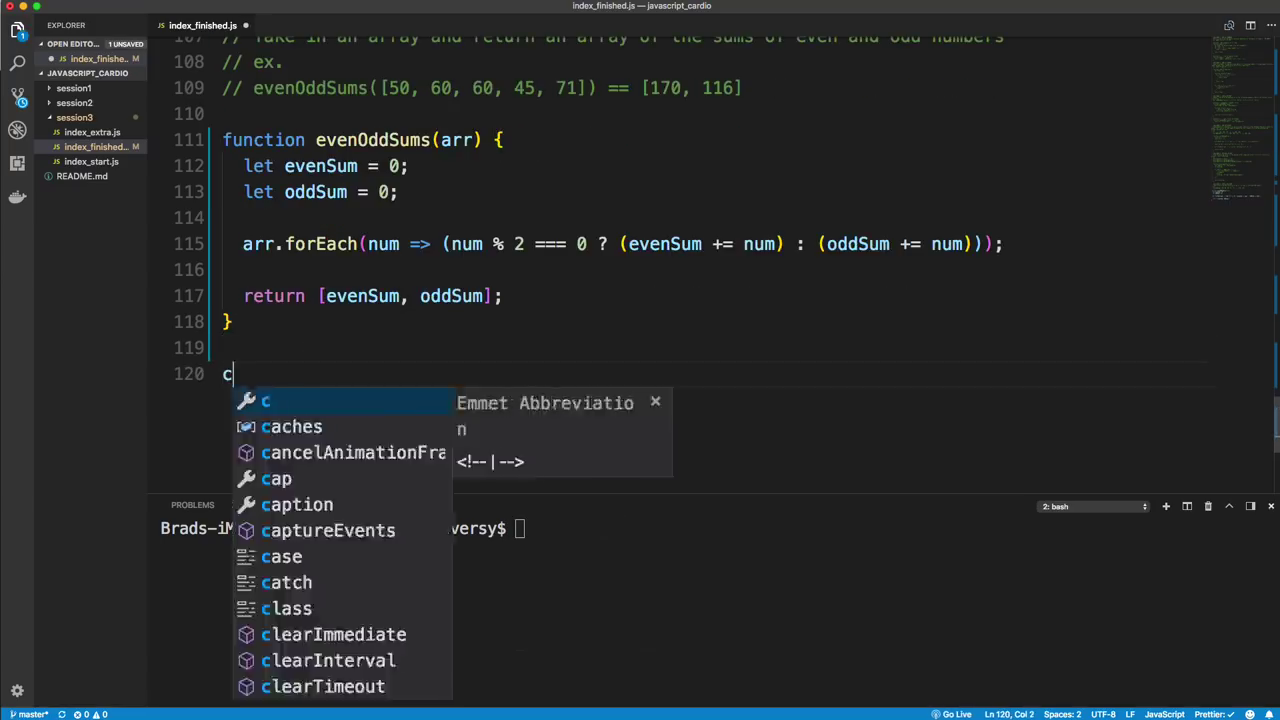 index_finished.js — javascript_cardio
EXPLORER
index_finished.js
OPEN EDITO... 1 UNSAVED
index_finishe... M
JAVASCRIPT_CARDIO
session1
session2
session3
index_extra.js
index_finished... M
index_start.js
README.md
107 // Take in an array and return an array of the sums of even and odd numbers
108 // ex.
109 // evenOddSums([50, 60, 60, 45, 71]) == [170, 116]
110
111 function evenOddSums(arr) {
112 let evenSum = 0;
113 let oddSum = 0;
114
115 arr.forEach(num => (num % 2 === 0 ? (evenSum += num) : (oddSum += num)));
116
117 return [evenSum, oddSum];
118 }
119
120 c
c
caches
cancelAnimationFra
cap
caption
captureEvents
case
catch
class
clearImmediate
clearInterval
clearTimeout
Emmet Abbreviatio
n
<!--|-->
PROBLEMS
2: bash
Brads-iM versy$
master* 0 0
Go Live Ln 120, Col 2 Spaces: 2 UTF-8 LF JavaScript Prettier: ✓